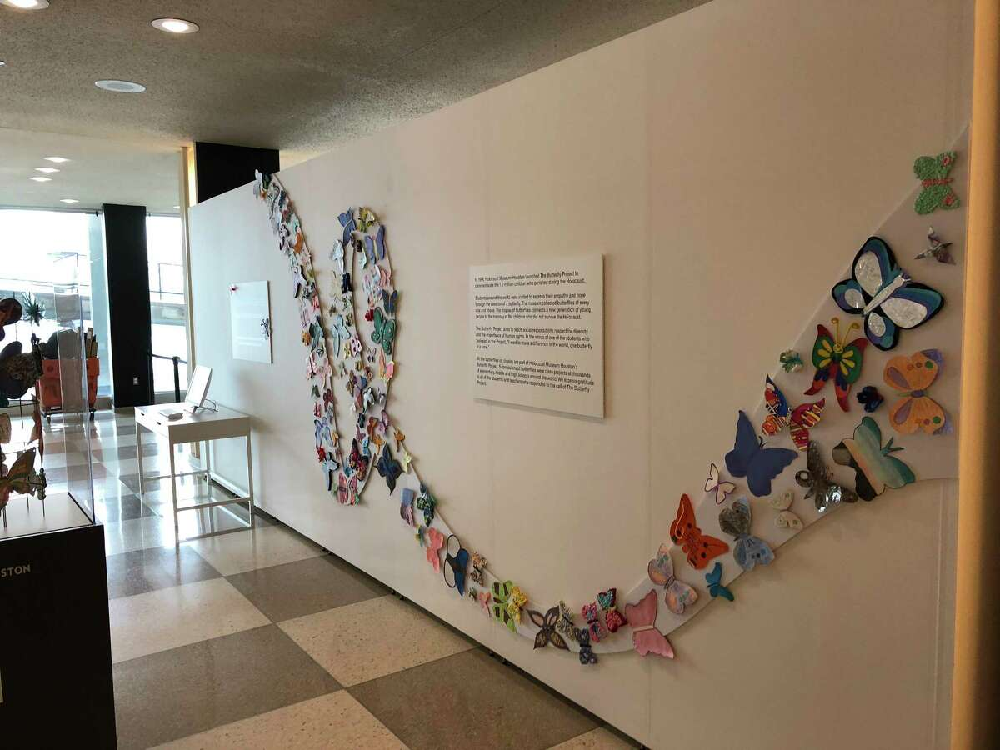 In 1996, Holocaust Museum Houston launched The Butterfly Project to
commemorate the 1.5 million children who perished during the Holocaust.
Students around the world were invited to express their empathy and hope
through the creation of a butterfly. The museum collected butterflies of every
size and shape. The display of butterflies connects a new generation of young
people to the memory of the children who did not survive the Holocaust.
The Butterfly Project aims to teach social responsibility, respect for diversity
and the importance of human rights. In the words of one of the students who
took part in the Project, "I want to make a difference in the world, one butterfly
at a time."
All the butterflies on display are part of Holocaust Museum Houston's
Butterfly Project. Submissions of butterflies were class projects at thousands
of elementary, middle and high schools around the world. We express gratitude
to all of the students and teachers who responded to the call of The Butterfly
Project.
STON